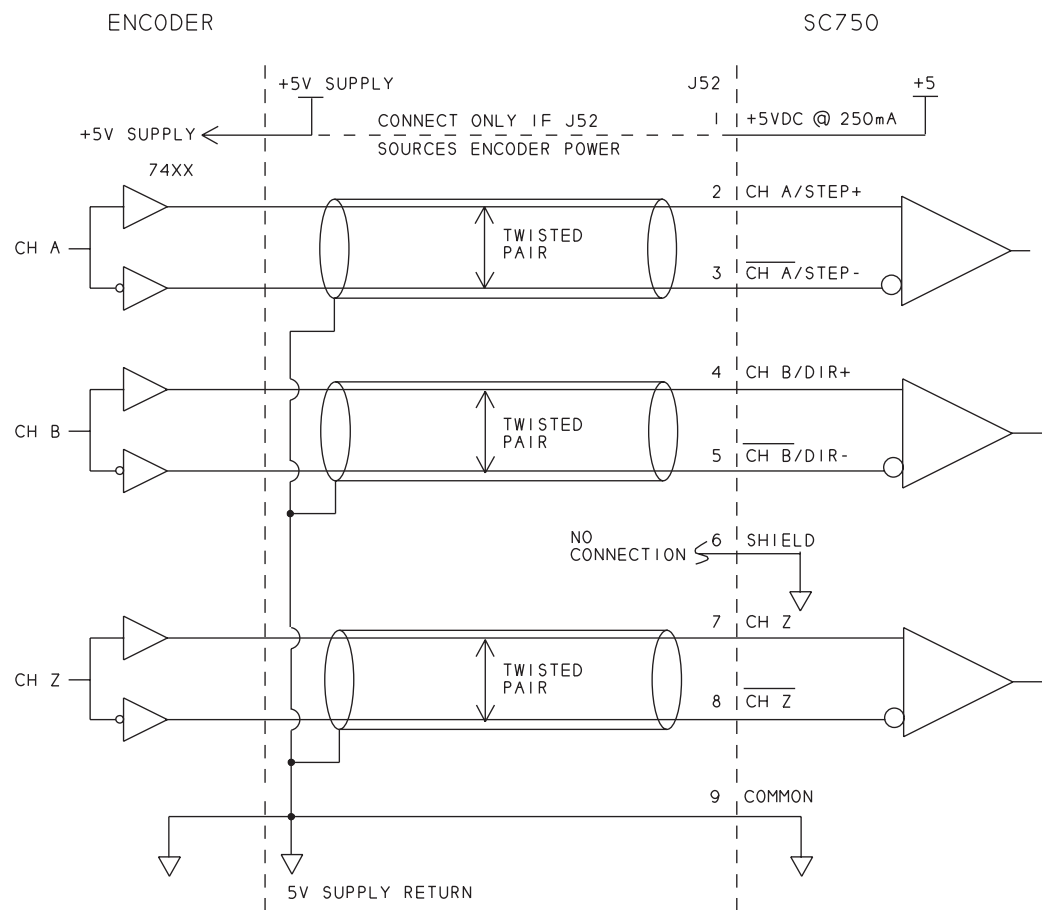 ENCODER
SC750
+5V SUPPLY
J52
+5
+5V SUPPLY
CONNECT ONLY IF J52
SOURCES ENCODER POWER
1 +5VDC @ 250mA
74XX
2 CH A/STEP+
CH A
TWISTED
PAIR
3 CH A/STEP-
4 CH B/DIR+
CH B
TWISTED
PAIR
5 CH B/DIR-
NO
CONNECTION
6 SHIELD
7 CH Z
CH Z
TWISTED
PAIR
8 CH Z
9 COMMON
5V SUPPLY RETURN